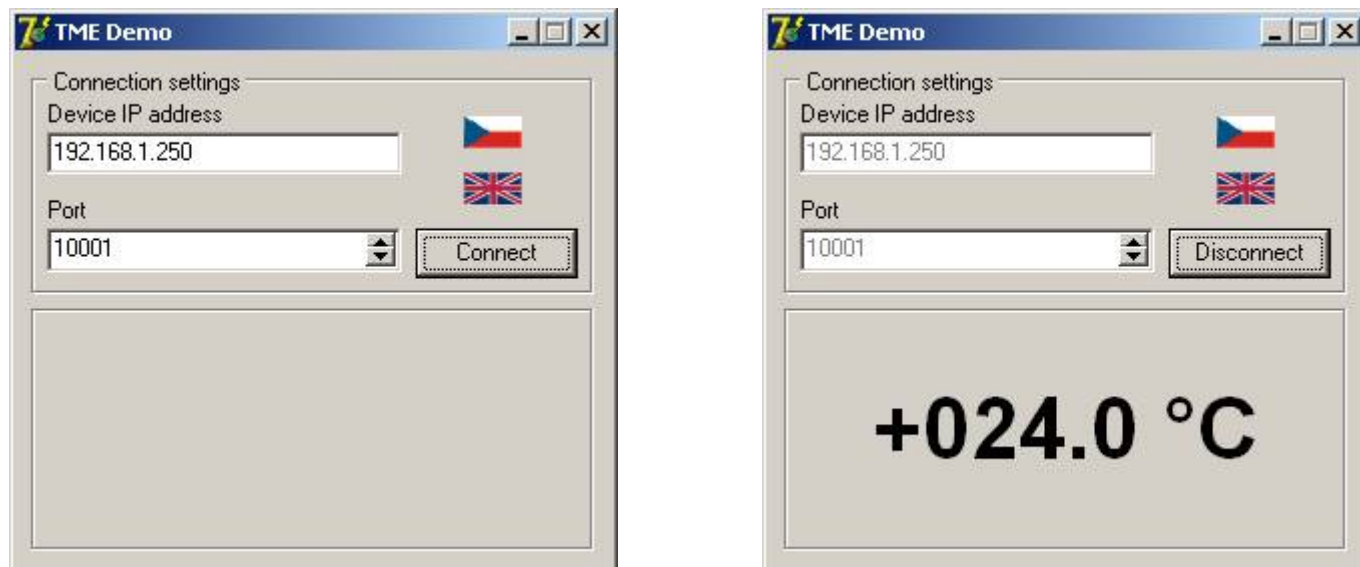 TME Demo
Connection settings
Device IP address
192.168.1.250
Port
10001
Connect
TME Demo
Connection settings
Device IP address
192.168.1.250
Port
10001
Disconnect
+024.0 °C